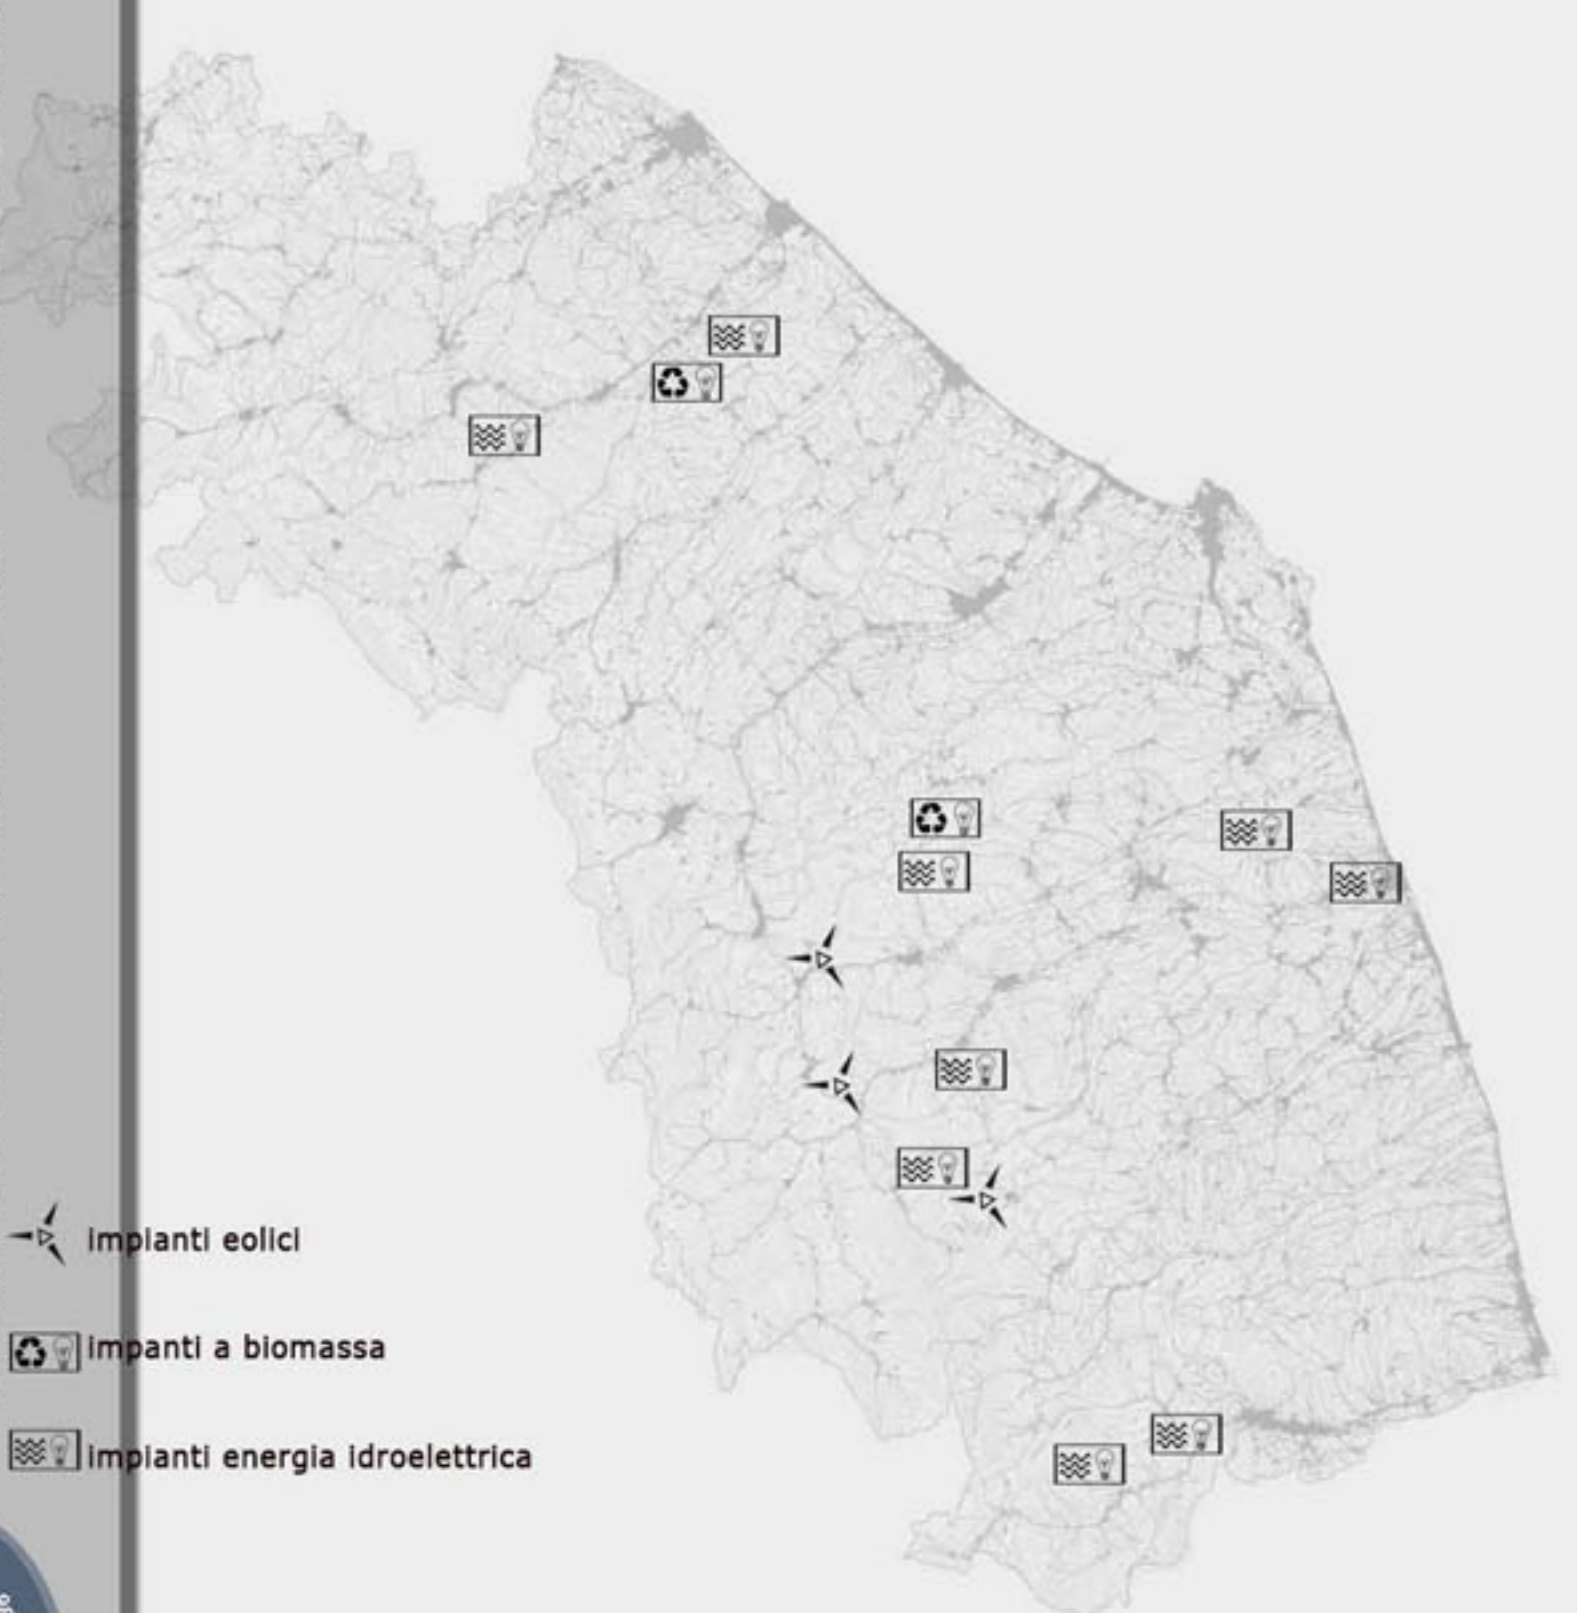 impianti eolici
impanti a biomassa
impianti energia idroelettrica